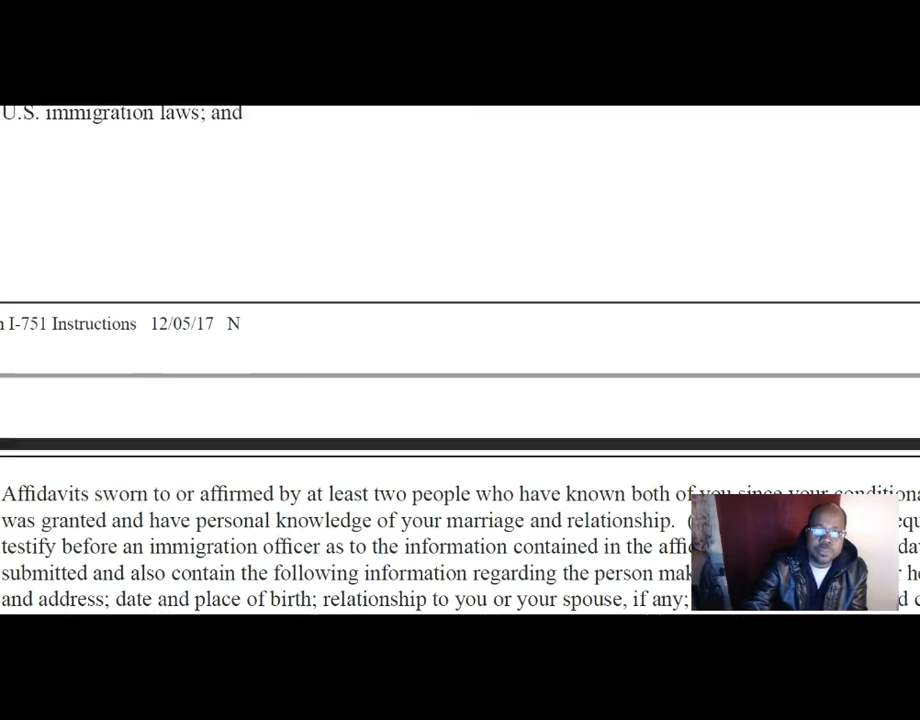 U.S. immigration laws; and
I-751 Instructions 12/05/17 N
Affidavits sworn to or affirmed by at least two people who have known both of you since your
was granted and have personal knowledge of your marriage and relationship. (
testify before an immigration officer as to the information contained in the
submitted and also contain the following information regarding the person
and address; date and place of birth; relationship to you or your spouse, if any;